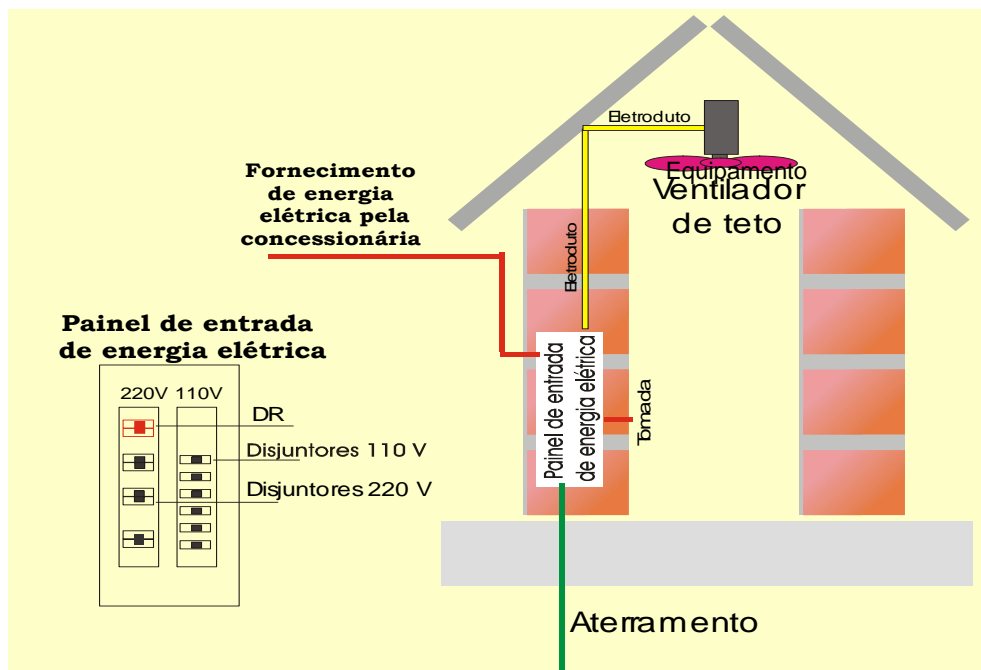 Eletroduto
Equipamento
Ventilador
de teto
Fornecimento
de energia
elétrica pela
concessionária
Eletroduto
Painel de entrada
de energia elétrica
220V 110V
DR
Disjuntores 110 V
Disjuntores 220 V
Painel de entrada
de energia elétrica
Tomada
Aterramento